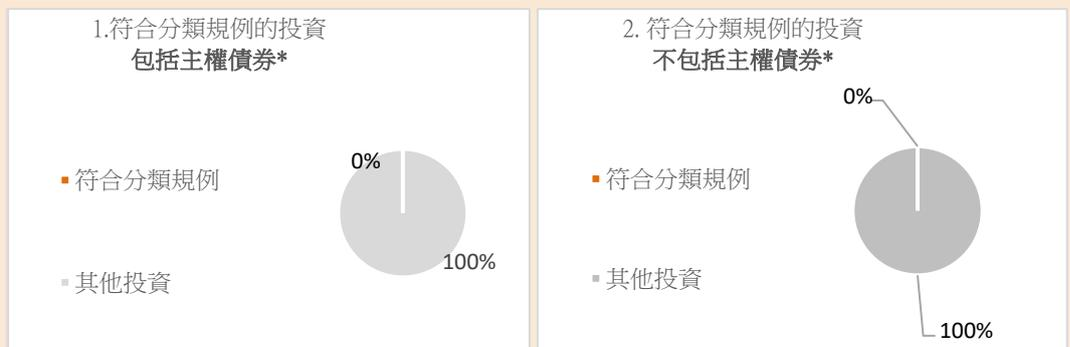 1.符合分類規例的投資
包括主權債券*
0%
符合分類規例
100%
其他投資
2. 符合分類規例的投資
不包括主權債券*
0%
符合分類規例
其他投資
100%